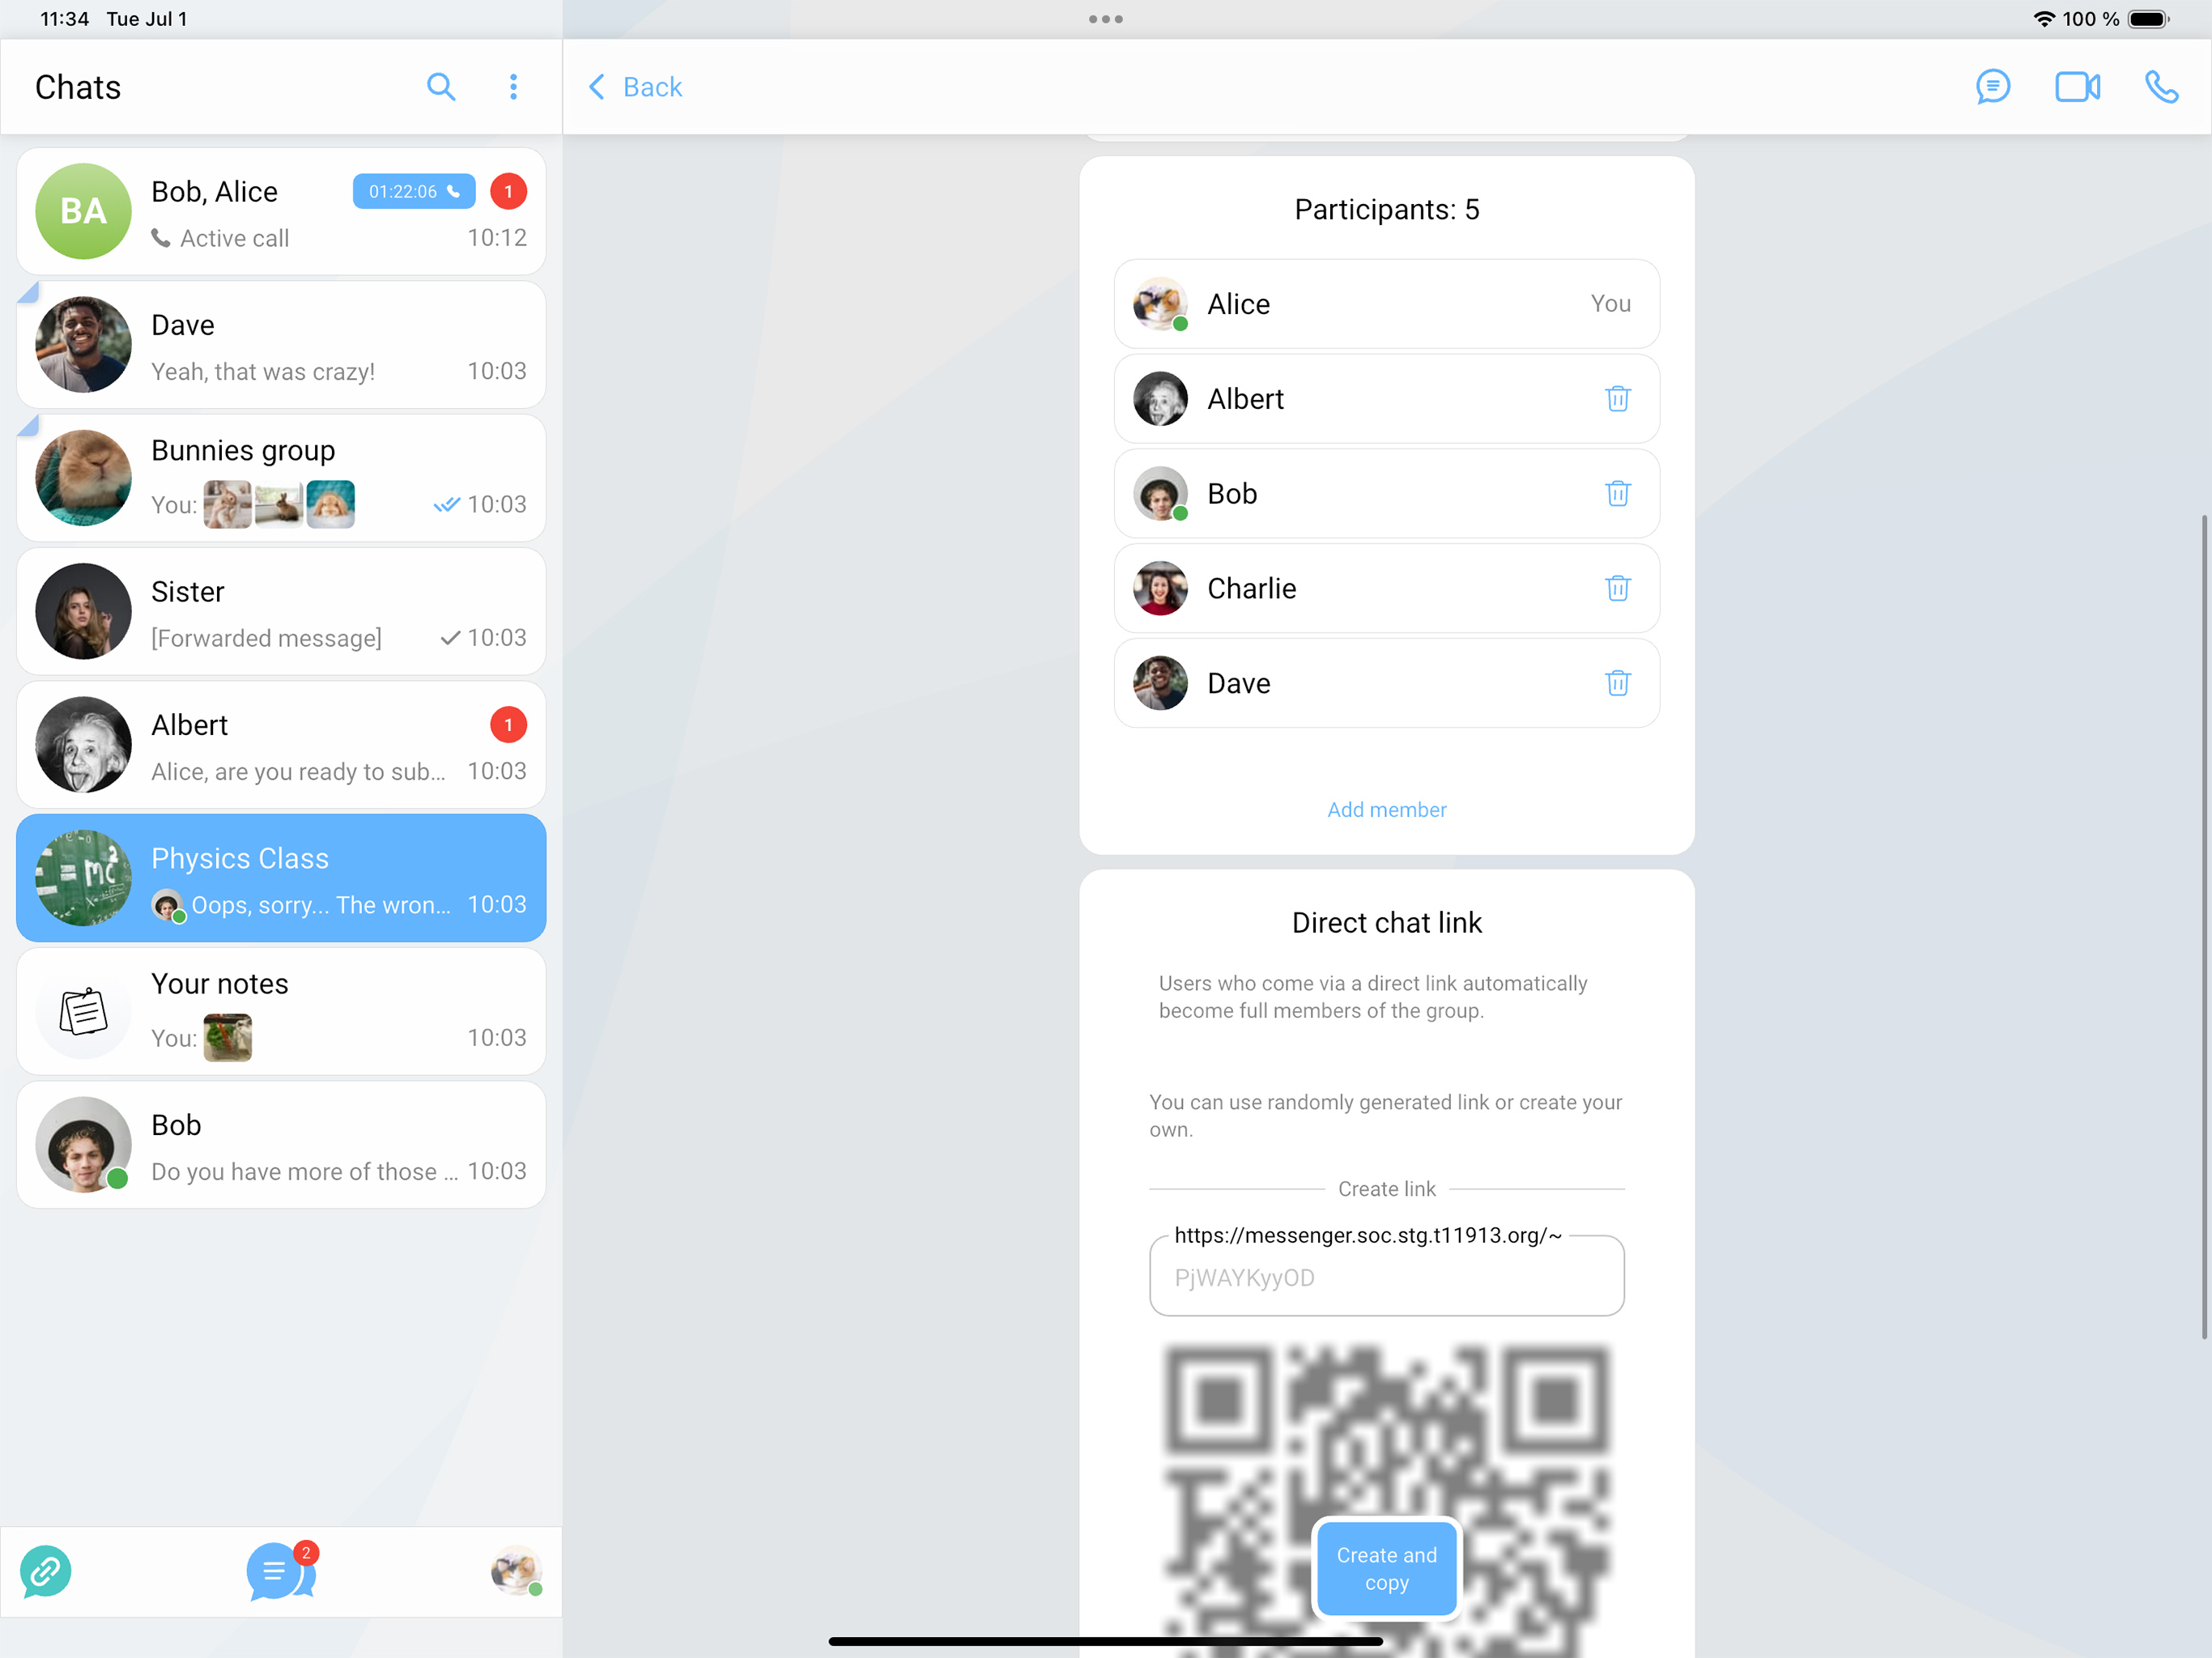 11:34 Tue Jul 1
100 %
Chats
Back
BA
Bob, Alice
01:22:06
1
Active call
10:12
Dave
Yeah, that was crazy!
10:03
Bunnies group
You:
10:03
Sister
[Forwarded message]
10:03
Albert
1
Alice, are you ready to sub...
10:03
Physics Class
= mc2
Oops, sorry... The wron...
10:03
Your notes
You:
10:03
Bob
Do you have more of those ...
10:03
2
Participants: 5
Alice
You
Albert
Bob
Charlie
Dave
Add member
Direct chat link
Users who come via a direct link automatically
become full members of the group.
You can use randomly generated link or create your
own.
Create link
https://messenger.soc.stg.t11913.org/~
PjWAYKyyOD
Create and
copy